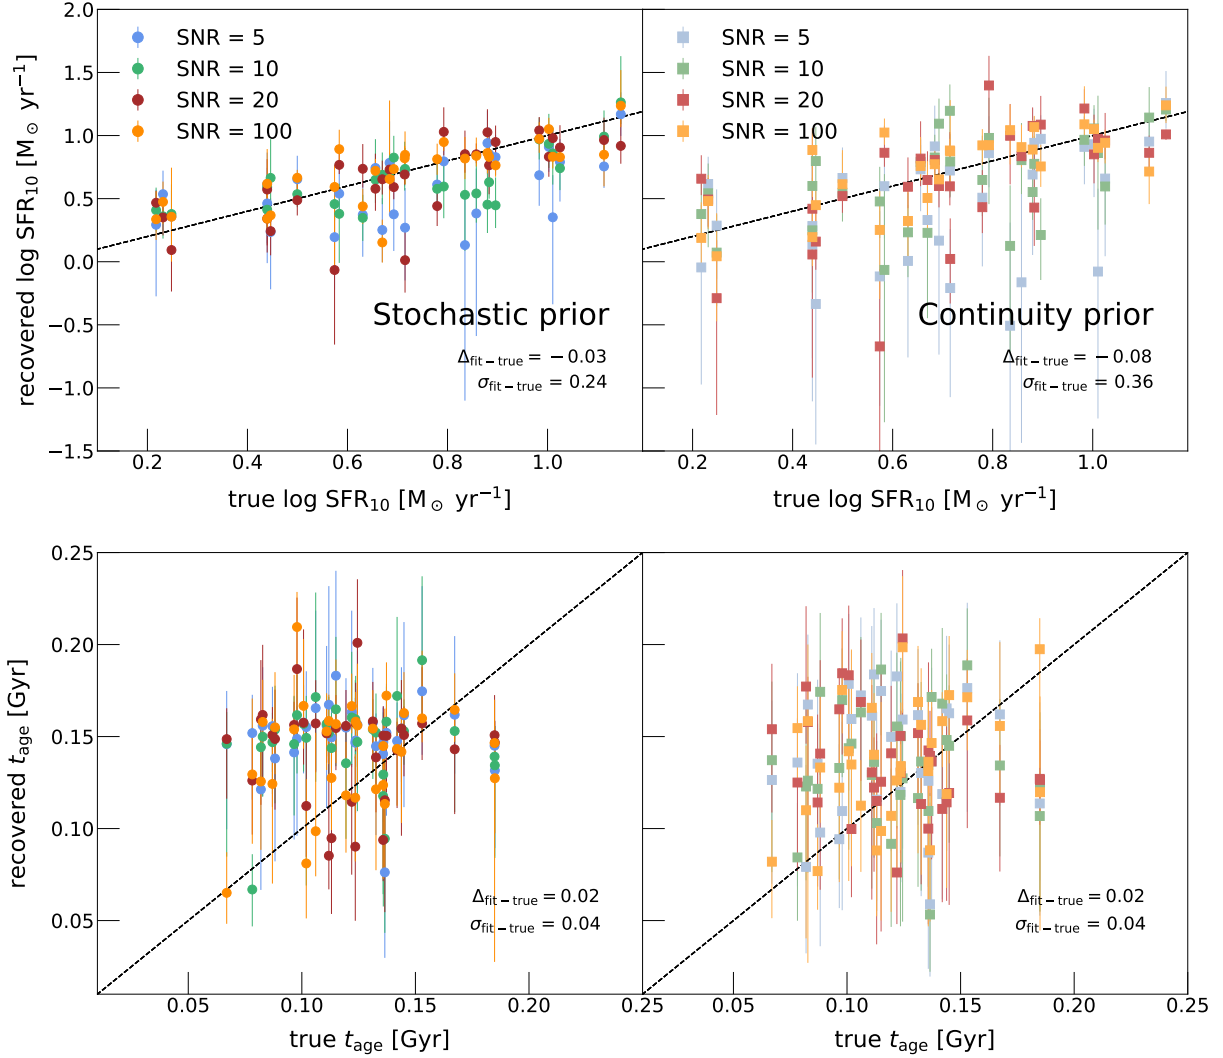 recovered log SFR₁₀ [M⊙ yr⁻¹]
2.0
1.5
1.0
0.5
0.0
−0.5
−1.0
−1.5
SNR = 5
SNR = 10
SNR = 20
SNR = 100
Stochastic prior
Δfit−true = −0.03
σfit−true = 0.24
0.2 0.4 0.6 0.8 1.0
true log SFR₁₀ [M⊙ yr⁻¹]
SNR = 5
SNR = 10
SNR = 20
SNR = 100
Continuity prior
Δfit−true = −0.08
σfit−true = 0.36
0.2 0.4 0.6 0.8 1.0
true log SFR₁₀ [M⊙ yr⁻¹]
recovered tage [Gyr]
0.25
0.20
0.15
0.10
0.05
Δfit−true = 0.02
σfit−true = 0.04
0.05 0.10 0.15 0.20 0.25
true tage [Gyr]
Δfit−true = 0.02
σfit−true = 0.04
0.05 0.10 0.15 0.20 0.25
true tage [Gyr]